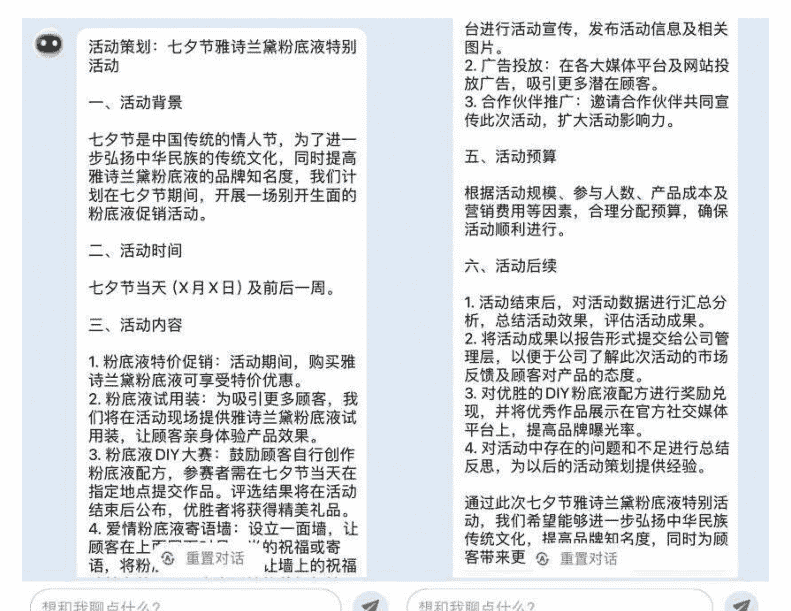 活动策划：七夕节雅诗兰黛粉底液特别
活动
一、活动背景
七夕节是中国传统的情人节，为了进一
步弘扬中华民族的传统文化，同时提高
雅诗兰黛粉底液的品牌知名度，我们计
划在七夕节期间，开展一场别开生面的
粉底液促销活动。
二、活动时间
七夕节当天 (X月X日) 及前后一周。
三、活动内容
1. 粉底液特价促销：活动期间，购买雅
诗兰黛粉底液可享受特价优惠。
2. 粉底液试用装：为吸引更多顾客，我
们将在活动现场提供雅诗兰黛粉底液试
用装，让顾客亲身体验产品效果。
3. 粉底液DIY大赛：鼓励顾客自行创作
粉底液配方，参赛者需在七夕节当天在
指定地点提交作品。评选结果将在活动
结束后公布，优胜者将获得精美礼品。
4. 爱情粉底液寄语墙：设立一面墙，让
顾客在上 的祝福或寄
语，将粉 让墙上的祝福
重置对话
想和我聊点什么?
台进行活动宣传，发布活动信息及相关
图片。
2. 广告投放：在各大媒体平台及网站投
放广告，吸引更多潜在顾客。
3. 合作伙伴推广：邀请合作伙伴共同宣
传此次活动，扩大活动影响力。
五、活动预算
根据活动规模、参与人数、产品成本及
营销费用等因素，合理分配预算，确保
活动顺利进行。
六、活动后续
1. 活动结束后，对活动数据进行汇总分
析，总结活动效果，评估活动成果。
2. 将活动成果以报告形式提交给公司管
理层，以便于公司了解此次活动的市场
反馈及顾客对产品的态度。
3. 对优胜的DIY粉底液配方进行奖励兑
现，并将优秀作品展示在官方社交媒体
平台上，提高品牌曝光率。
4. 对活动中存在的问题和不足进行总结
反思，为以后的活动策划提供经验。
通过此次七夕节雅诗兰黛粉底液特别活
动，我们希望能够进一步弘扬中华民族
传统文化，提高品牌知名度，同时为顾
客带来更
重置对话
想和我聊点什么?